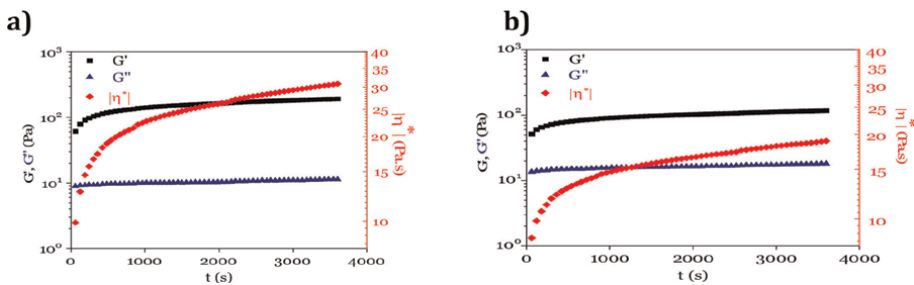 a)
10³
10²
10¹
10⁰
G', G'' (Pa)
G'
G''
|η*|
40
35
30
25
20
15
10
|η*| (Pa.s)
0
1000
2000
3000
4000
t (s)
b)
10³
10²
10¹
10⁰
G, G' (Pa)
G'
G''
|η*|
40
35
30
25
20
15
10
|η*| (Pa.s)
0
1000
2000
3000
4000
t (s)